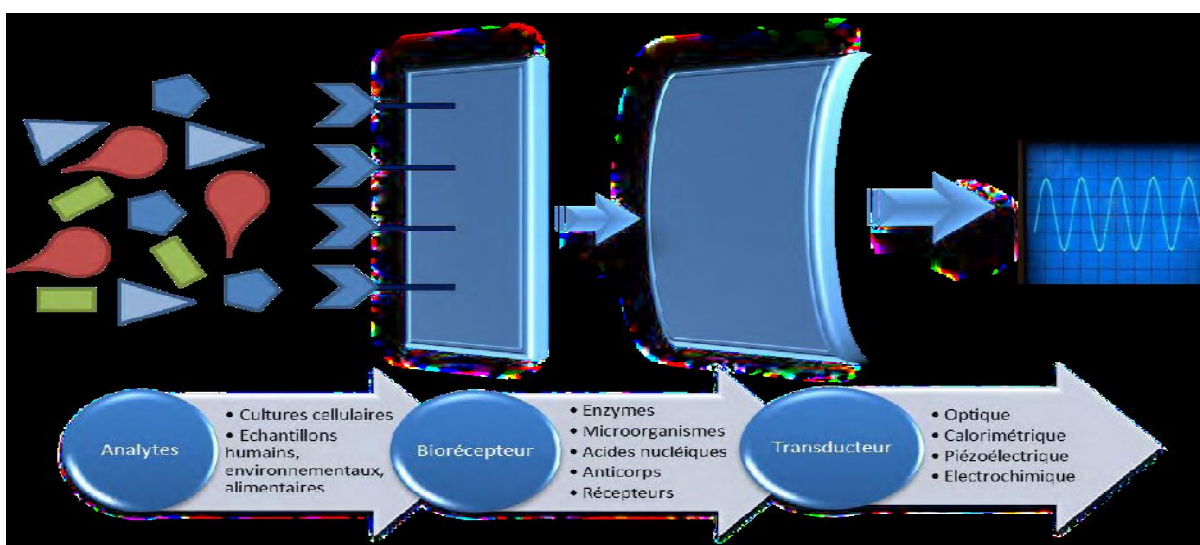 Analytes
• Cultures cellulaires
• Echantillons
humains,
environnementaux,
alimentaires
Biorécepteur
• Enzymes
• Microorganismes
• Acides nucléiques
• Anticorps
• Récepteurs
Transducteur
• Optique
• Calorimétrique
• Piézoélectrique
• Electrochimique